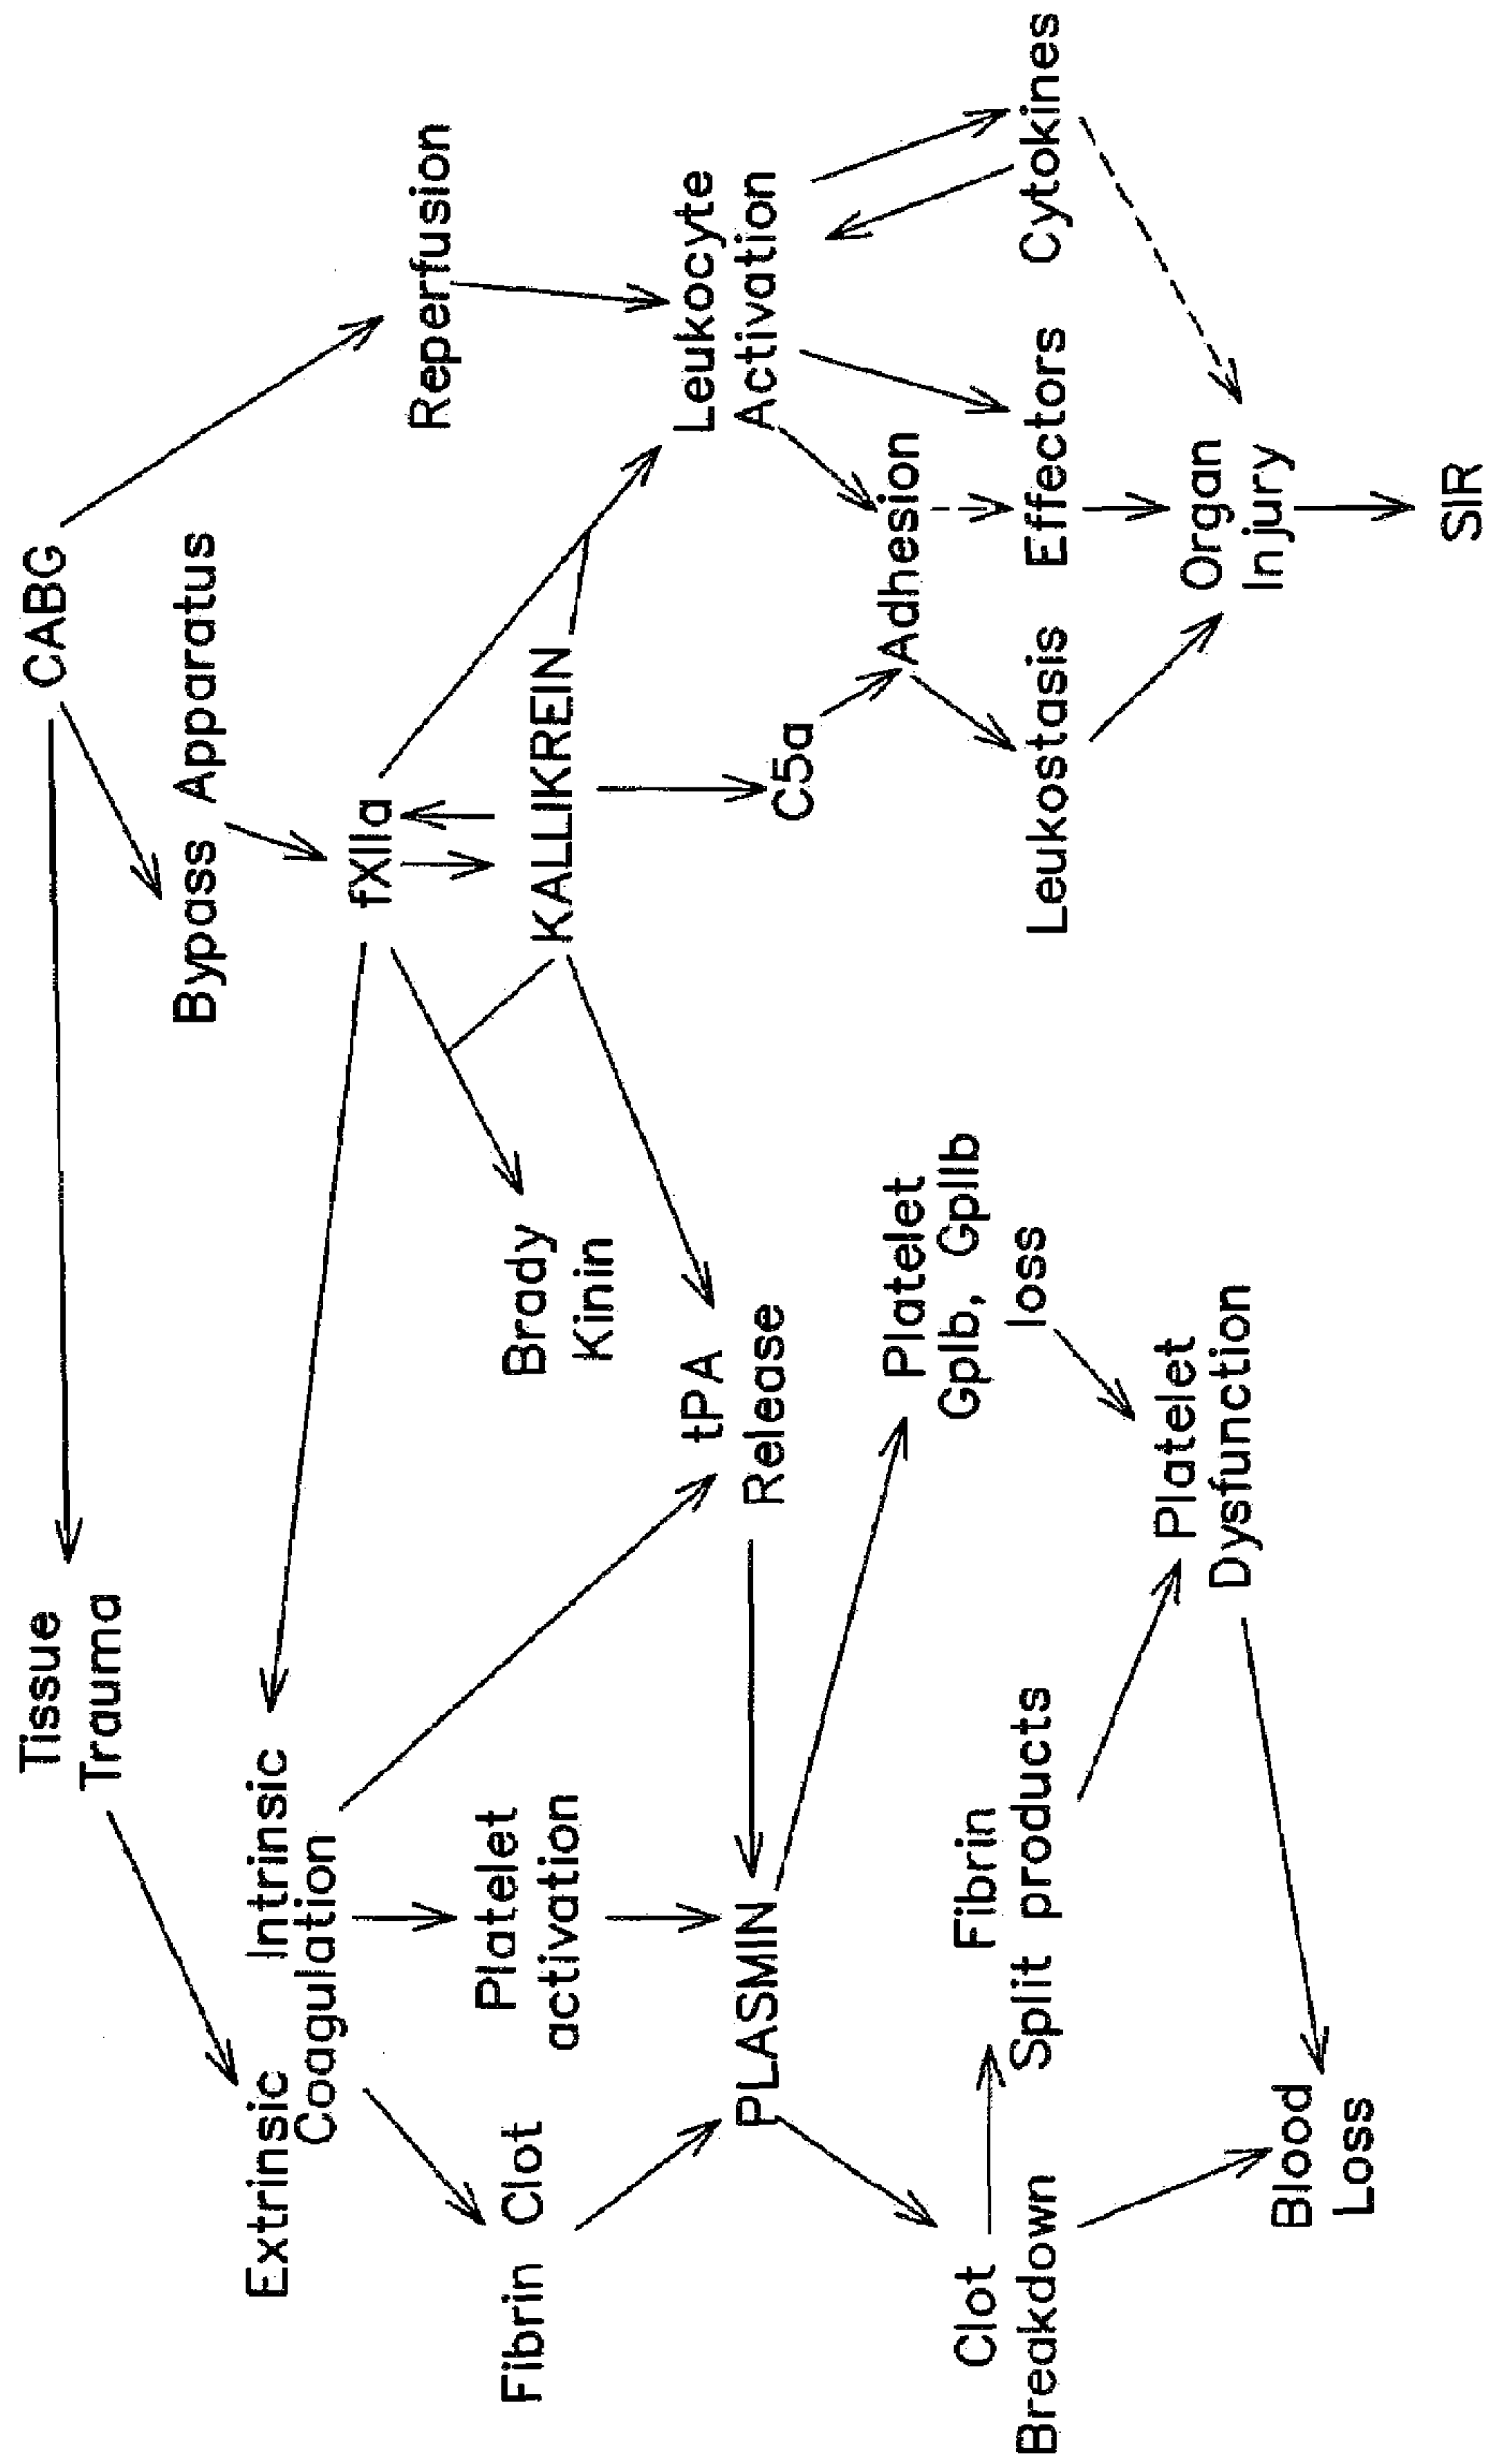 CABG
Tissue
Trauma
Bypass Apparatus
Extrinsic Intrinsic
Coagulation
fXIIa
Reperfusion
Fibrin Clot
Platelet
activation
Brady
Kinin
KALLIKREIN
PLASMIN
tPA
Release
C5a
Leukocyte
Activation
Adhesion
Clot
Breakdown
Fibrin
Split products
Platelet
GpIb, GpIIb
loss
Leukostasis
Effectors
Cytokines
Platelet
Dysfunction
Organ
Injury
Blood
Loss
SIR